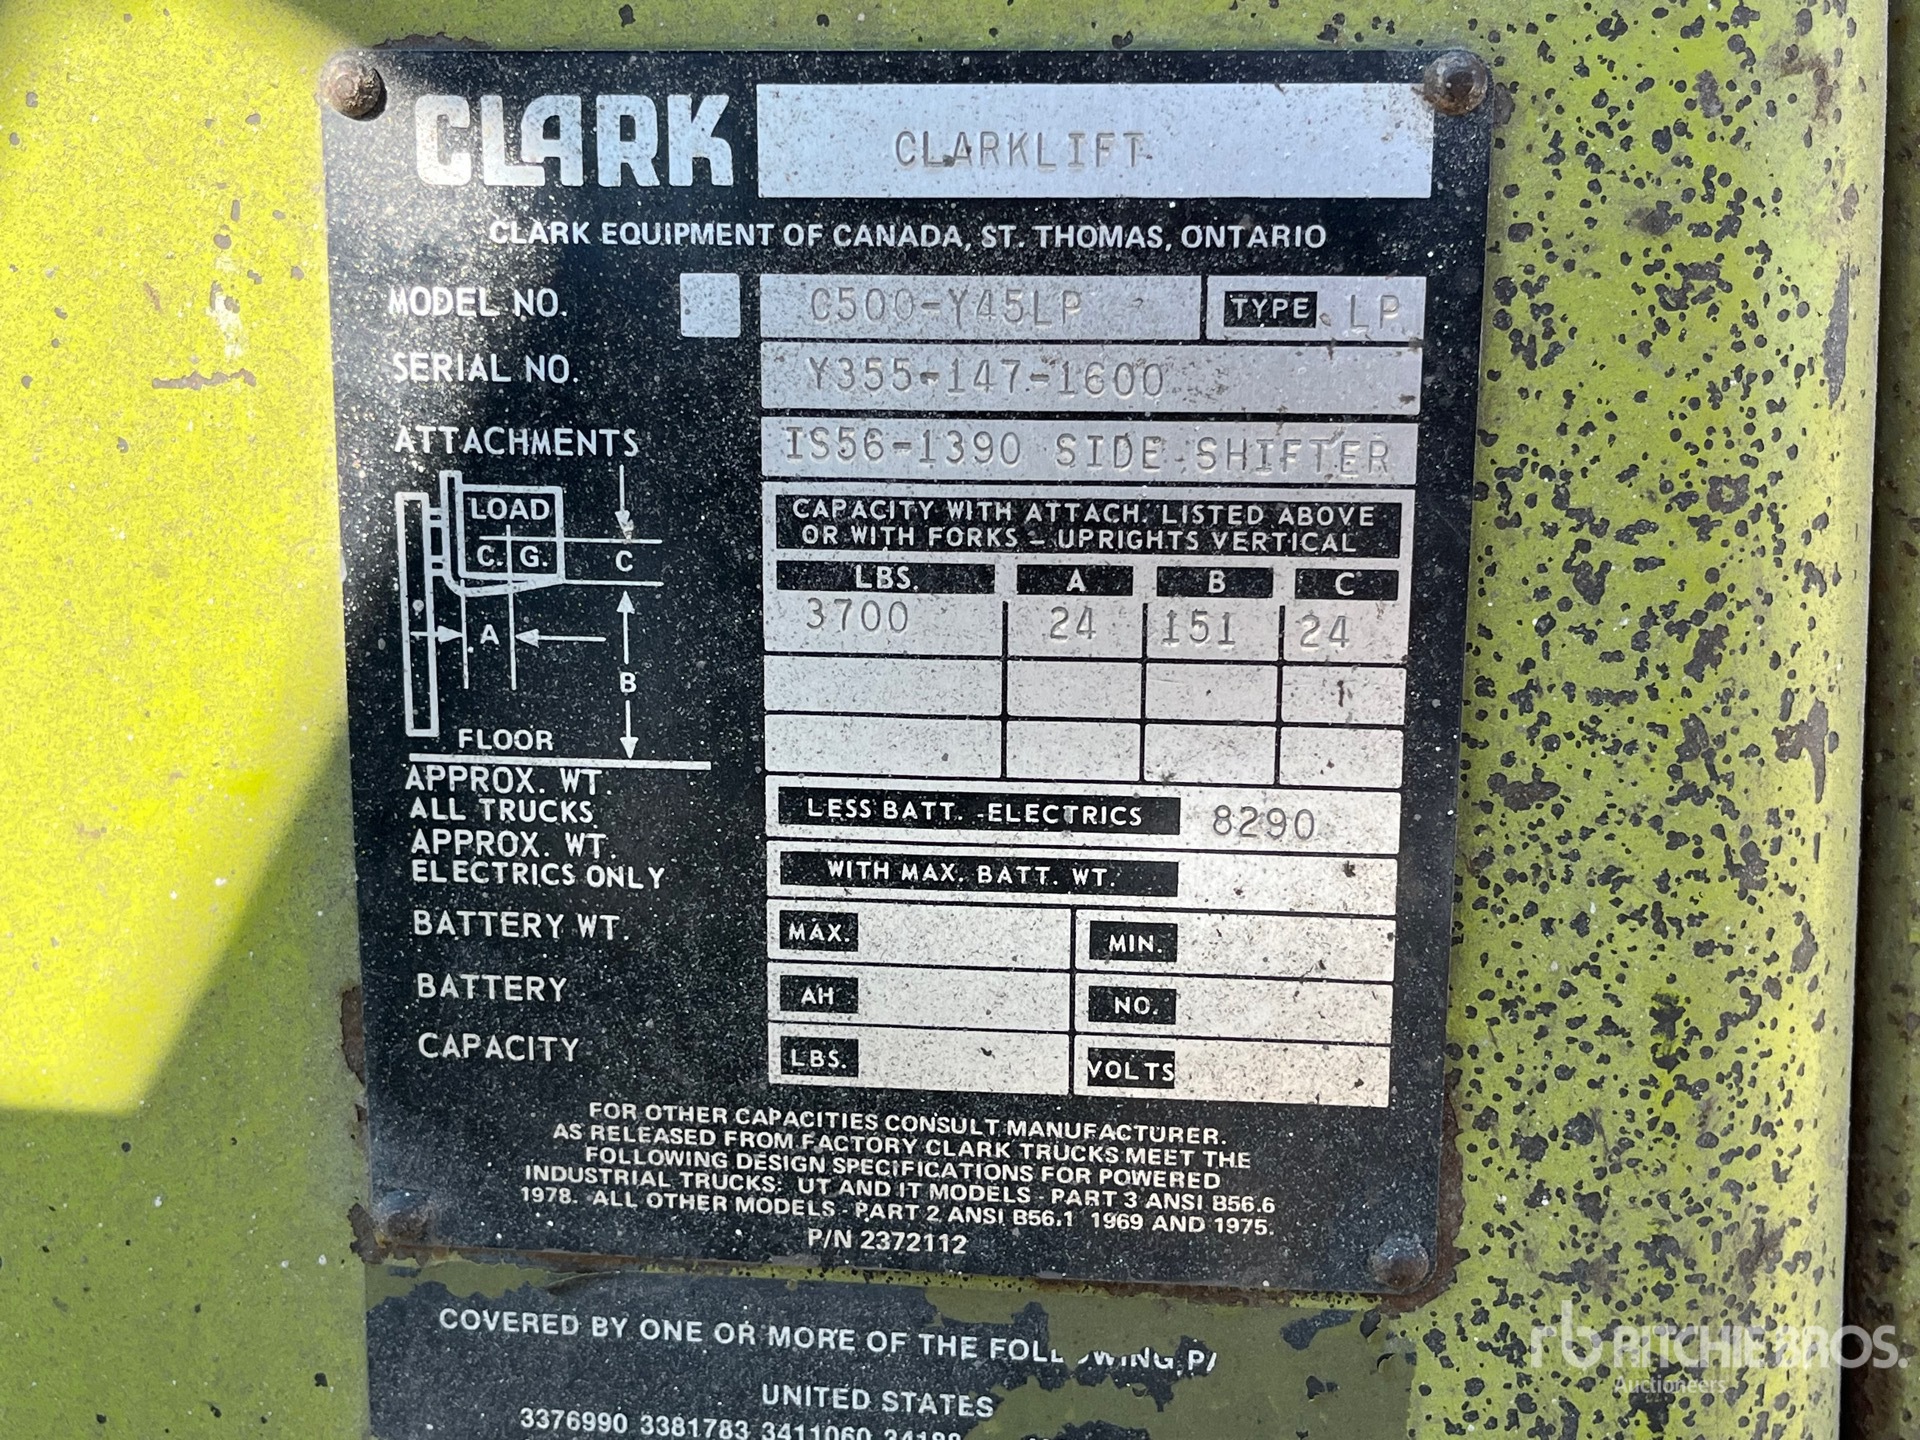 CLARK CLARKLIFT
CLARK EQUIPMENT OF CANADA, ST. THOMAS, ONTARIO
MODEL NO. C500-Y45LP TYPE LP
SERIAL NO. Y355-147-1600
ATTACHMENTS IS56-1390 SIDE SHIFTER
CAPACITY WITH ATTACH. LISTED ABOVE
OR WITH FORKS - UPRIGHTS VERTICAL
LBS. A B C
3700 24 151 24
LOAD
C. G. C
A
B
FLOOR
APPROX. WT.
ALL TRUCKS
LESS BATT. - ELECTRICS 8290
APPROX. WT.
ELECTRICS ONLY
WITH MAX. BATT. WT.
BATTERY WT. MAX. MIN.
BATTERY AH NO.
CAPACITY LBS. VOLTS
FOR OTHER CAPACITIES CONSULT MANUFACTURER.
AS RELEASED FROM FACTORY CLARK TRUCKS MEET THE
FOLLOWING DESIGN SPECIFICATIONS FOR POWERED
INDUSTRIAL TRUCKS: UT AND IT MODELS - PART 3 ANSI B56.6
1978. ALL OTHER MODELS - PART 2 ANSI B56.1 1969 AND 1975.
P/N 2372112
COVERED BY ONE OR MORE OF THE FOLLOWING
UNITED STATES
3376990 3381783 3411060
rb RITCHIE BROS.
Auctioneers